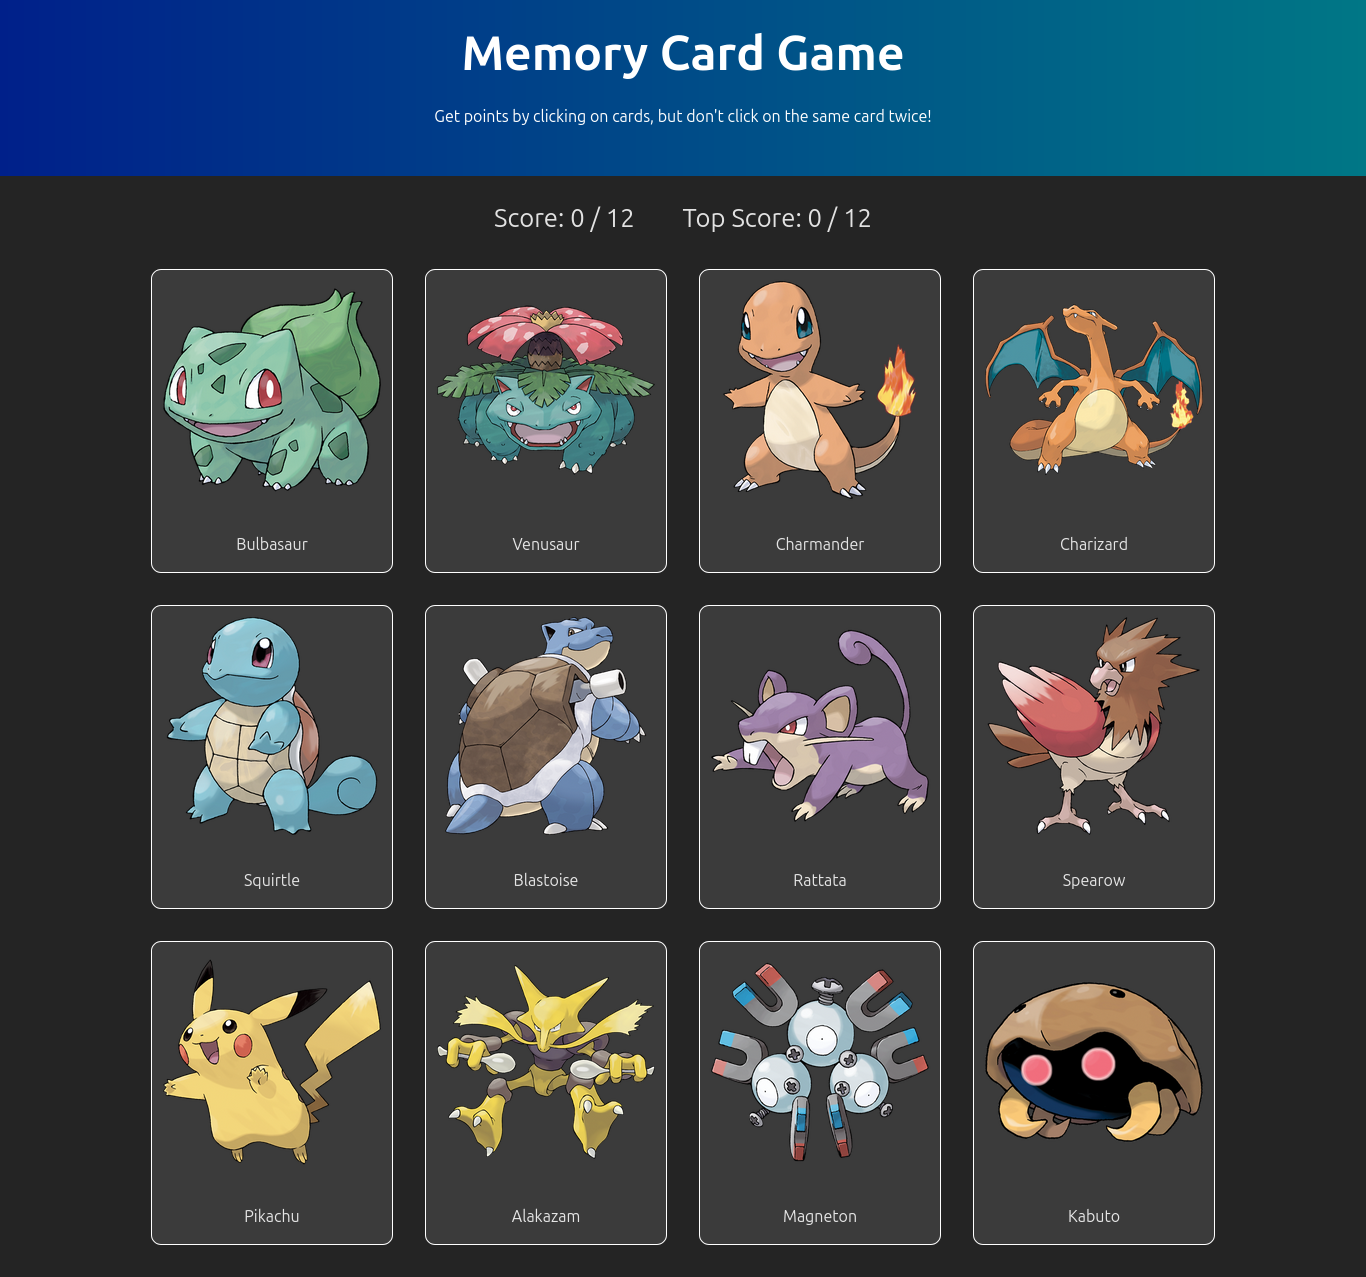 Memory Card Game
Get points by clicking on cards, but don't click on the same card twice!
Score: 0 / 12 Top Score: 0 / 12
Bulbasaur
Venusaur
Charmander
Charizard
Squirtle
Blastoise
Rattata
Spearow
Pikachu
Alakazam
Magneton
Kabuto